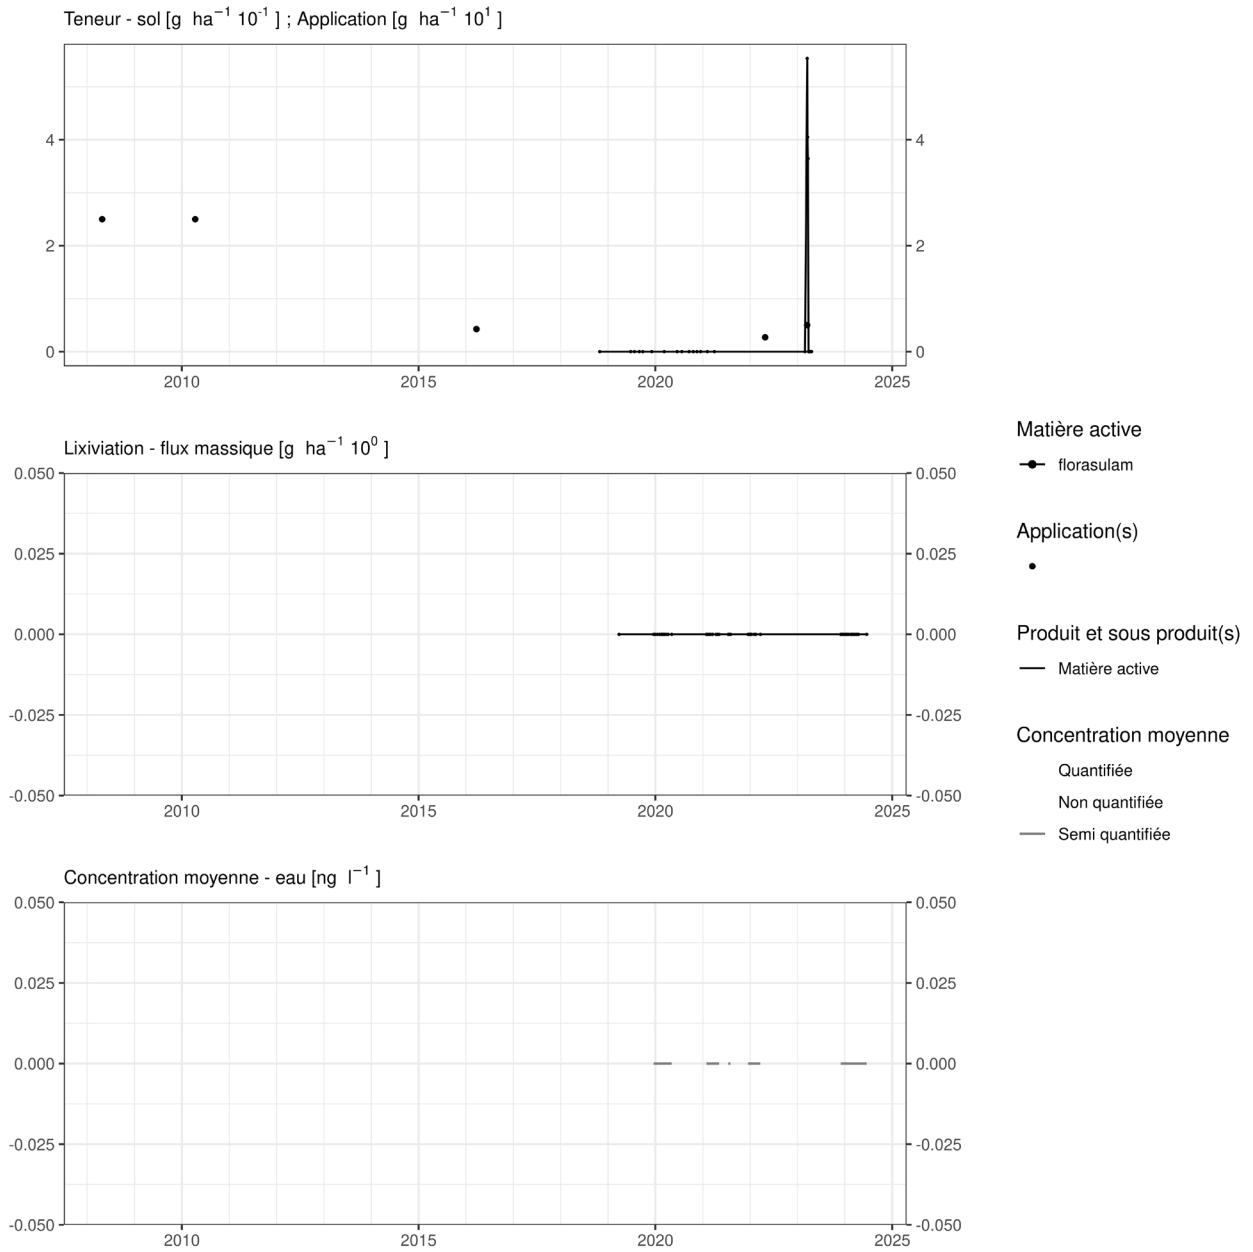 Teneur - sol [g ha⁻¹ 10⁻¹ ] ; Application [g ha⁻¹ 10¹ ]
4
2
0
4
2
0
2010 2015 2020 2025
Lixiviation - flux massique [g ha⁻¹ 10⁰ ]
0.050
0.025
0.000
-0.025
-0.050
0.050
0.025
0.000
-0.025
-0.050
2010 2015 2020 2025
Concentration moyenne - eau [ng l⁻¹ ]
0.050
0.025
0.000
-0.025
-0.050
0.050
0.025
0.000
-0.025
-0.050
2010 2015 2020 2025
Matière active
florasulam
Application(s)
Produit et sous produit(s)
Matière active
Concentration moyenne
Quantifiée
Non quantifiée
Semi quantifiée